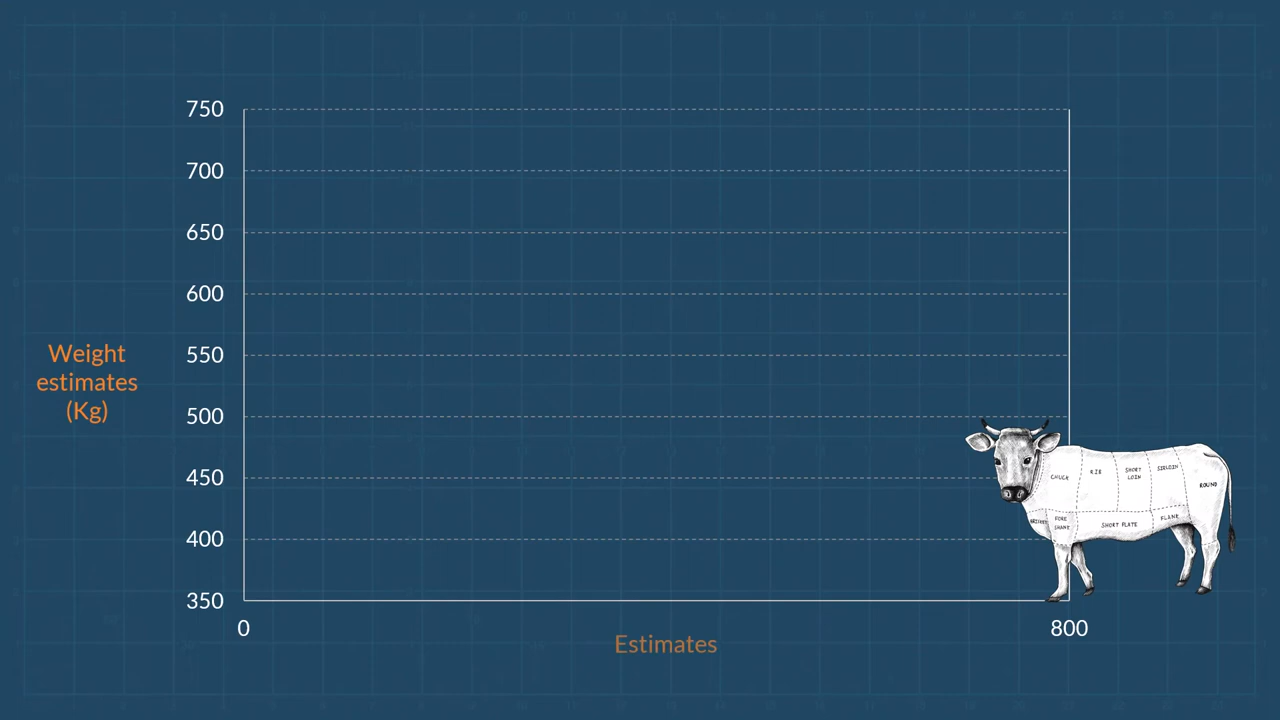 750
700
650
600
550
500
450
400
350
Weight
estimates
(Kg)
0
800
Estimates
CHUCK
RIB
SHORT
LOIN
SIRLOIN
ROUND
BRISKET
FORE
SHANK
SHORT PLATE
FLANK